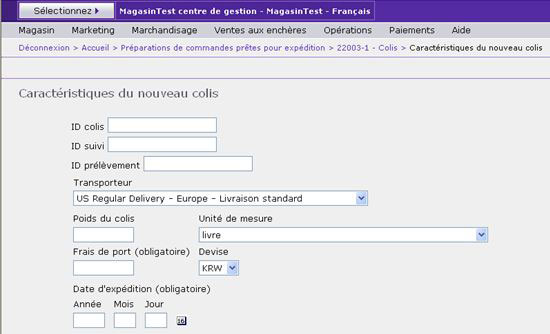 Sélectionnez MagasinTest centre de gestion - MagasinTest - Français
Magasin Marketing Marchandisage Ventes aux enchères Opérations Paiements Aide
Déconnexion > Accueil > Préparations de commandes prêtes pour expédition > 22003-1 - Colis > Caractéristiques du nouveau colis
Caractéristiques du nouveau colis
ID colis
ID suivi
ID prélèvement
Transporteur
US Regular Delivery - Europe - Livraison standard
Poids du colis Unité de mesure
livre
Frais de port (obligatoire) Devise
KRW
Date d'expédition (obligatoire)
Année Mois Jour
16